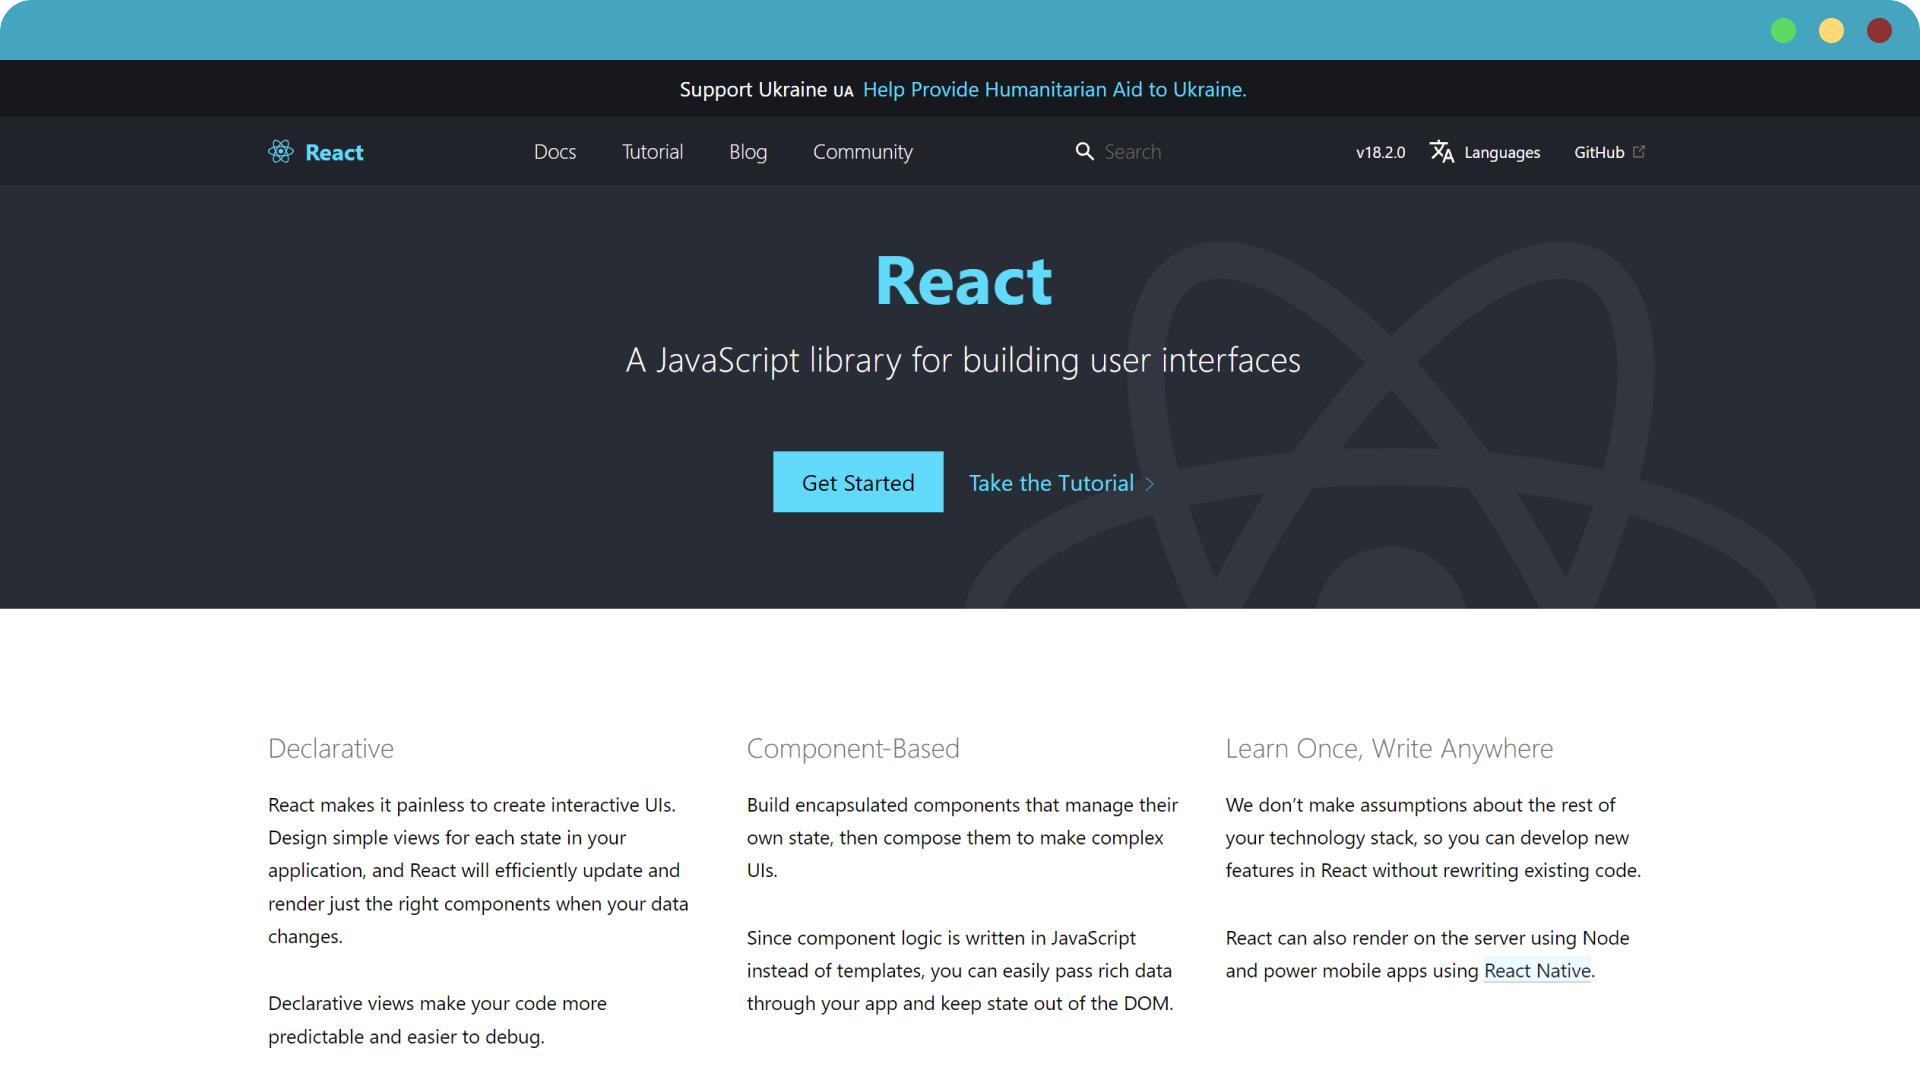 Support Ukraine UA Help Provide Humanitarian Aid to Ukraine.
React Docs Tutorial Blog Community Search v18.2.0 Languages GitHub
React
A JavaScript library for building user interfaces
Get Started Take the Tutorial
Declarative
React makes it painless to create interactive UIs.
Design simple views for each state in your
application, and React will efficiently update and
render just the right components when your data
changes.
Declarative views make your code more
predictable and easier to debug.
Component-Based
Build encapsulated components that manage their
own state, then compose them to make complex
UIs.
Since component logic is written in JavaScript
instead of templates, you can easily pass rich data
through your app and keep state out of the DOM.
Learn Once, Write Anywhere
We don’t make assumptions about the rest of
your technology stack, so you can develop new
features in React without rewriting existing code.
React can also render on the server using Node
and power mobile apps using React Native.